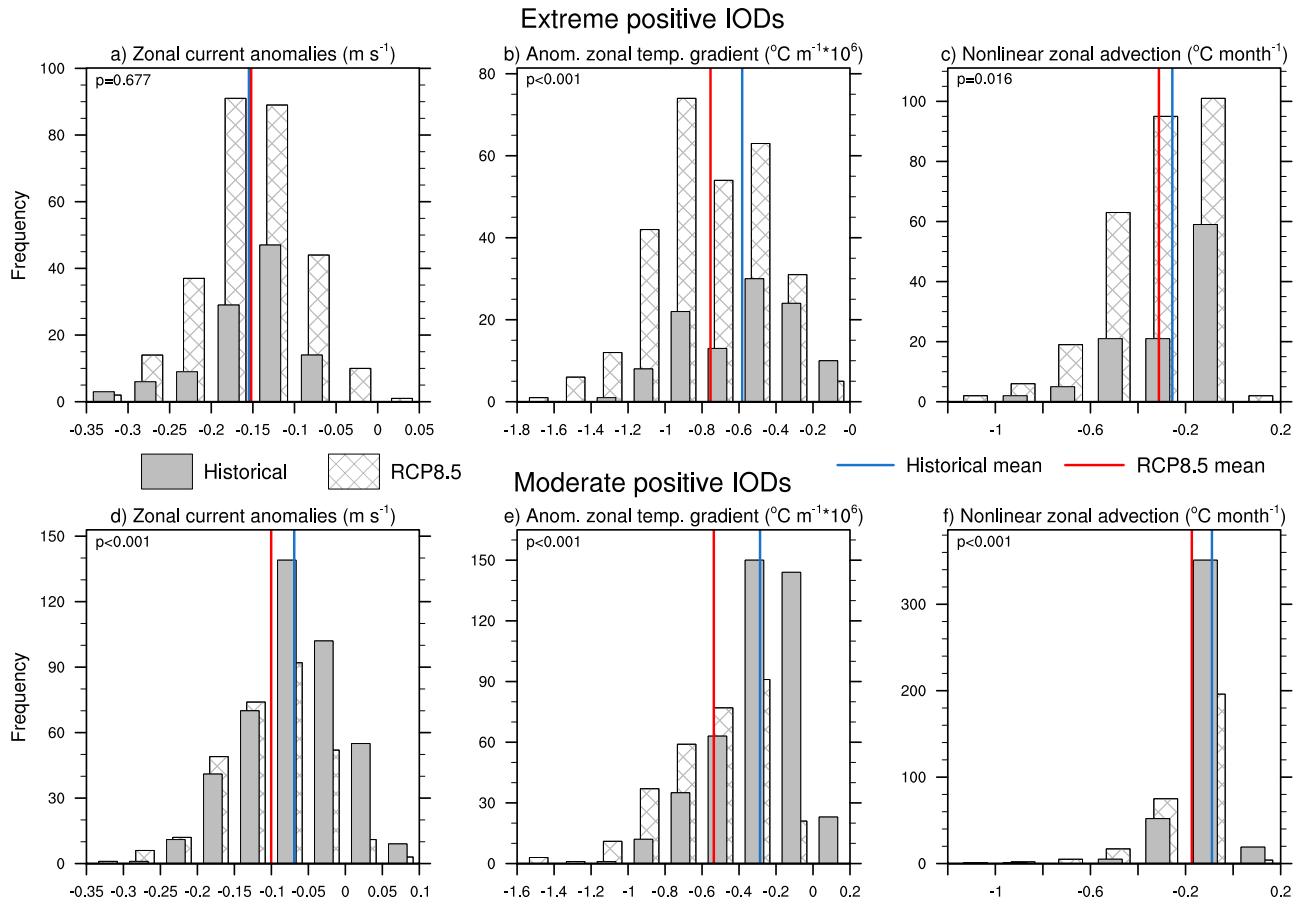 Extreme positive IODs
a) Zonal current anomalies (m s⁻¹)
b) Anom. zonal temp. gradient (°C m⁻¹*10⁶)
c) Nonlinear zonal advection (°C month⁻¹)
p=0.677
p<0.001
p=0.016
Frequency
100
80
60
40
20
0
80
60
40
20
0
100
80
60
40
20
0
-0.35 -0.3 -0.25 -0.2 -0.15 -0.1 -0.05 0 0.05
-1.8 -1.6 -1.4 -1.2 -1 -0.8 -0.6 -0.4 -0.2 -0
-1 -0.6 -0.2 0.2
Historical
RCP8.5
Historical mean
RCP8.5 mean
Moderate positive IODs
d) Zonal current anomalies (m s⁻¹)
e) Anom. zonal temp. gradient (°C m⁻¹*10⁶)
f) Nonlinear zonal advection (°C month⁻¹)
p<0.001
p<0.001
p<0.001
Frequency
150
120
90
60
30
0
150
120
90
60
30
0
300
200
100
0
-0.35 -0.3 -0.25 -0.2 -0.15 -0.1 -0.05 0 0.05 0.1
-1.6 -1.4 -1.2 -1 -0.8 -0.6 -0.4 -0.2 0 0.2
-1 -0.6 -0.2 0.2